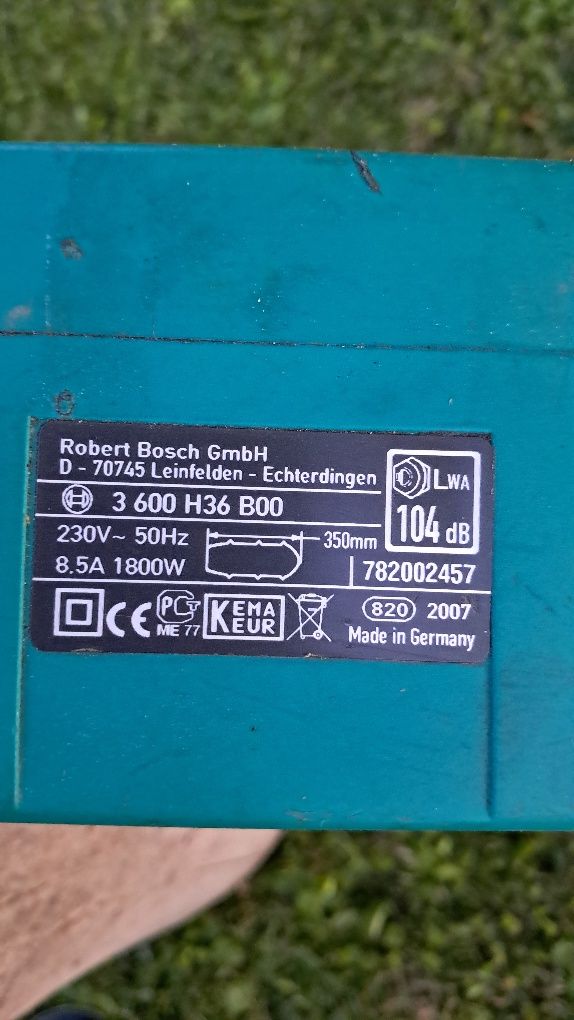 Robert Bosch GmbH
D - 70745 Leinfelden - Echterdingen
3 600 H36 B00
230V~ 50Hz
8.5A 1800W
350mm
LWA
104 dB
782002457
CE
PCT
ME 77
KEMA
KEUR
820 2007
Made in Germany